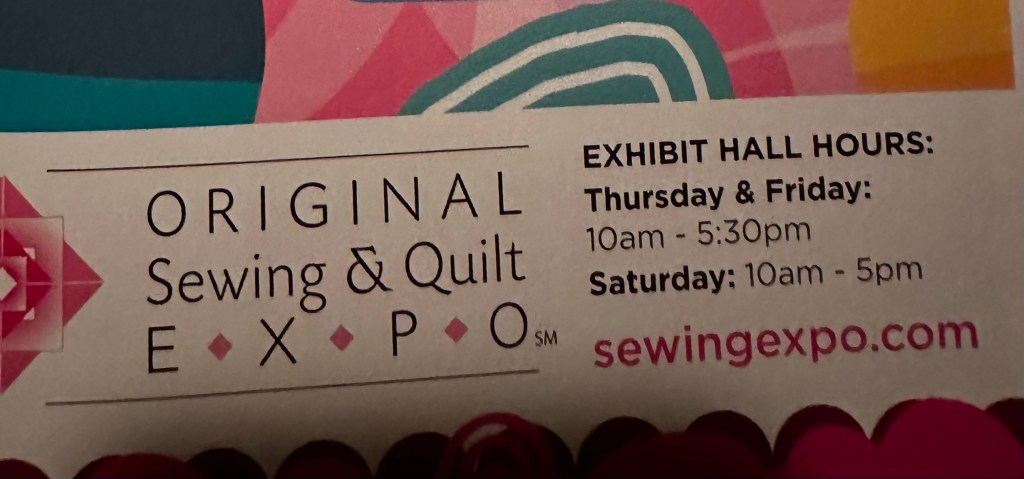 ORIGINAL
Sewing & Quilt
E • X • P • O SM
EXHIBIT HALL HOURS:
Thursday & Friday:
10am - 5:30pm
Saturday: 10am - 5pm
sewingexpo.com